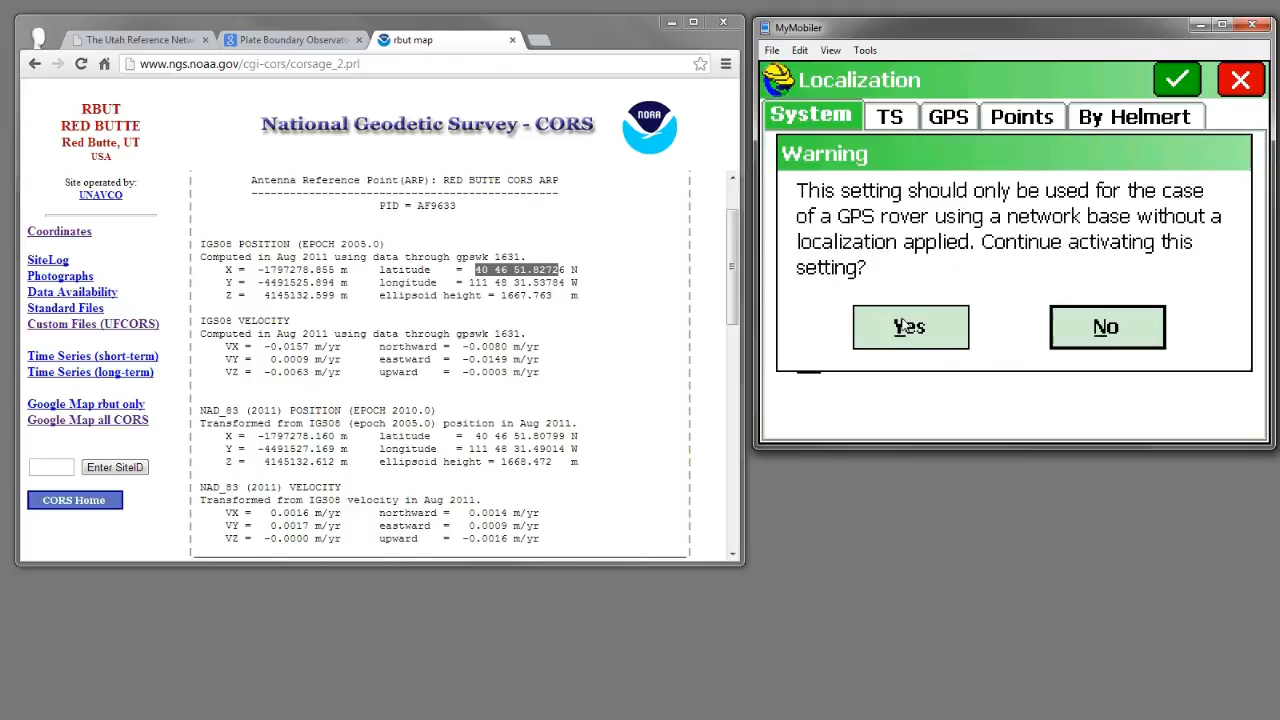 The Utah Reference Netw
Plate Boundary Observato
rbut map
www.ngs.noaa.gov/cgi-cors/corsage_2.prl
RBUT
RED BUTTE
Red Butte, UT
USA
Site operated by:
UNAVCO
Coordinates
SiteLog
Photographs
Data Availability
Standard Files
Custom Files (UFCORS)
Time Series (short-term)
Time Series (long-term)
Google Map rbut only
Google Map all CORS
Enter SiteID
CORS Home
National Geodetic Survey - CORS
NOAA
Antenna Reference Point(ARP): RED BUTTE CORS ARP
PID = AF9633
IGS08 POSITION (EPOCH 2005.0)
Computed in Aug 2011 using data through gpswk 1631.
X = -1797278.855 m latitude = 40 46 51.82726 N
Y = -4491525.894 m longitude = 111 48 31.53784 W
Z = 4145132.599 m ellipsoid height = 1667.763 m
IGS08 VELOCITY
Computed in Aug 2011 using data through gpswk 1631.
VX = -0.0157 m/yr northward = -0.0080 m/yr
VY = 0.0009 m/yr eastward = -0.0149 m/yr
VZ = -0.0063 m/yr upward = -0.0003 m/yr
NAD_83 (2011) POSITION (EPOCH 2010.0)
Transformed from IGS08 (epoch 2005.0) position in Aug 2011.
X = -1797278.160 m latitude = 40 46 51.80799 N
Y = -4491527.169 m longitude = 111 48 31.49014 W
Z = 4145132.612 m ellipsoid height = 1668.472 m
NAD_83 (2011) VELOCITY
Transformed from IGS08 velocity in Aug 2011.
VX = 0.0016 m/yr northward = 0.0014 m/yr
VY = 0.0017 m/yr eastward = 0.0009 m/yr
VZ = -0.0000 m/yr upward = -0.0016 m/yr
MyMobiler
File Edit View Tools
Localization
System TS GPS Points By Helmert
Warning
This setting should only be used for the case
of a GPS rover using a network base without a
localization applied. Continue activating this
setting?
Yes No